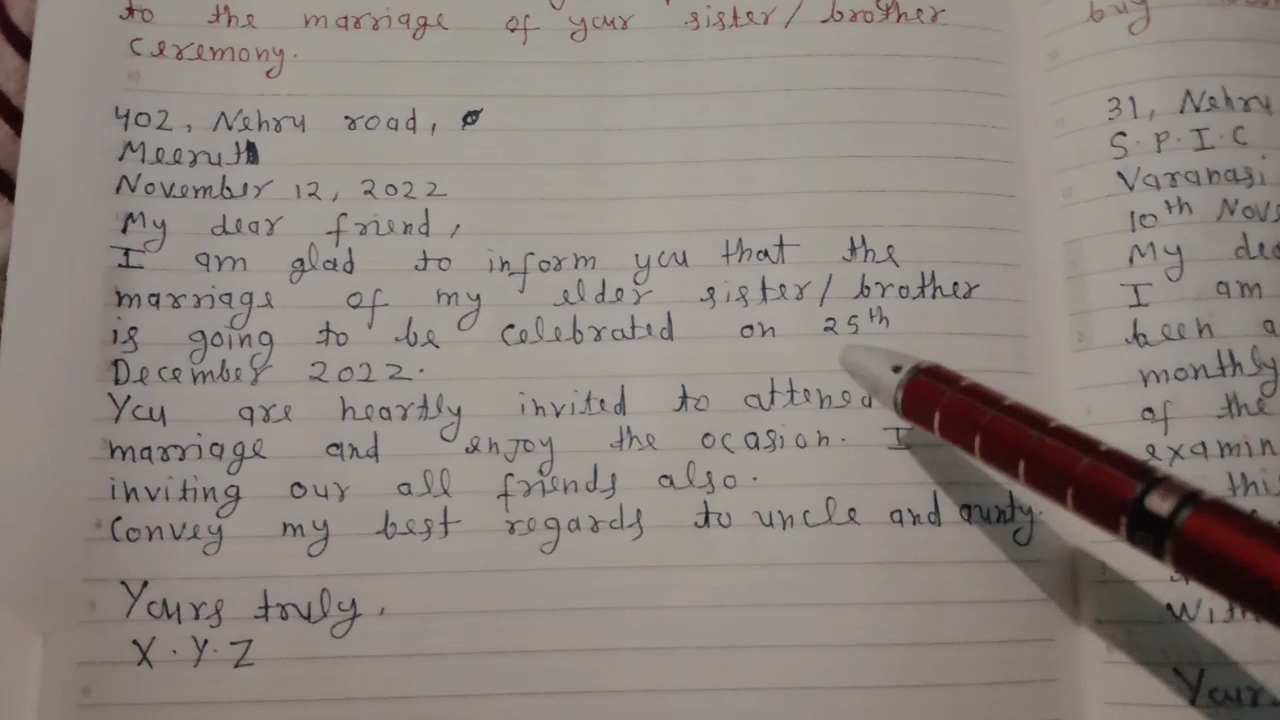 to the marriage of your sister/ brother
ceremony.
402, Nehru road,
Meerut
November 12, 2022
My dear friend,
I am glad to inform you that the
marriage of my elder sister/ brother
is going to be celebrated on 25th
December 2022.
You are heartly invited to attened
marriage and enjoy the ocasion. I
inviting our all friends also.
Convey my best regards to uncle and aunty.
Yours truly,
X.Y.Z
buy
31, Nehru
S.P.I.C
Varanasi
10th Nov
My
I am
been a
monthly
of the
examin
thi
With
Your